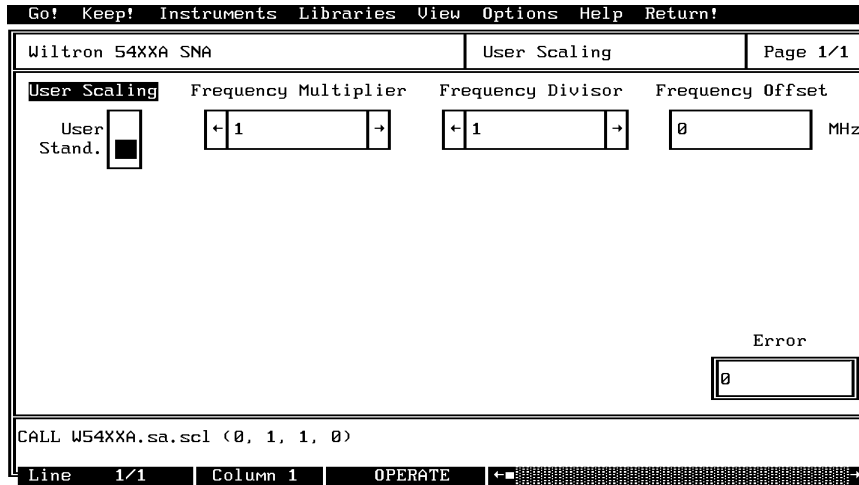 Go! Keep! Instruments Libraries View Options Help Return!
Wiltron 54XXA SNA User Scaling Page 1/1
User Scaling Frequency Multiplier Frequency Divisor Frequency Offset
User ← 1 → ← 1 → 0 MHz
Stand.
Error
0
CALL W54XXA.sa.scl (0, 1, 1, 0)
Line 1/1 Column 1 OPERATE ← →